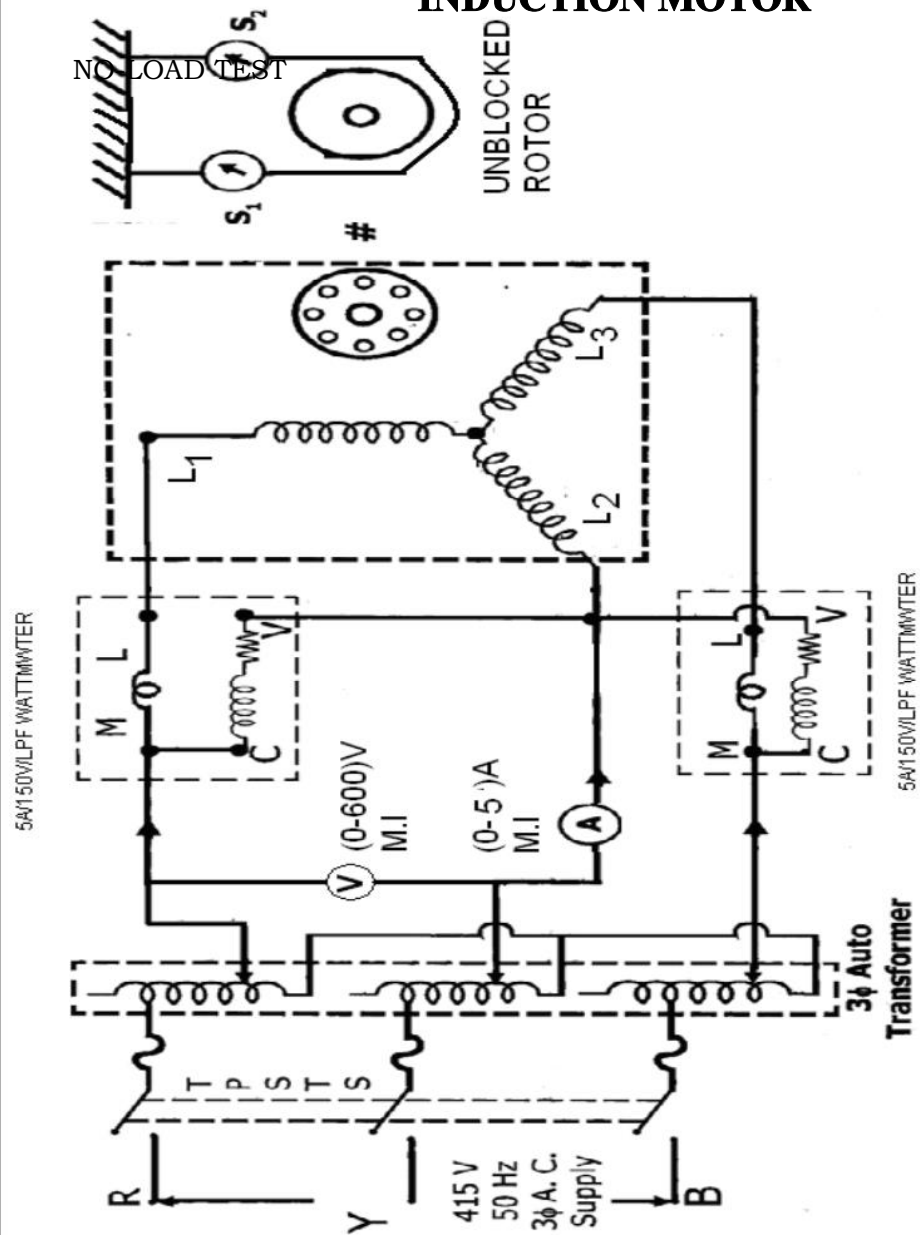 INDUCTION MOTOR
NO-LOAD TEST
S1
S2
UNBLOCKED
ROTOR
#
L1
L2
L3
5A/150V/LPF WATTMWTER
M
L
C
V
V
(0-600)V
M.I
(0-5)A
M.I
A
5A/150V/LPF WATTMWTER
M
L
C
V
3ϕ Auto
Transformer
T P S T S
R
Y
B
415 V
50 Hz
3ϕ A. C.
Supply